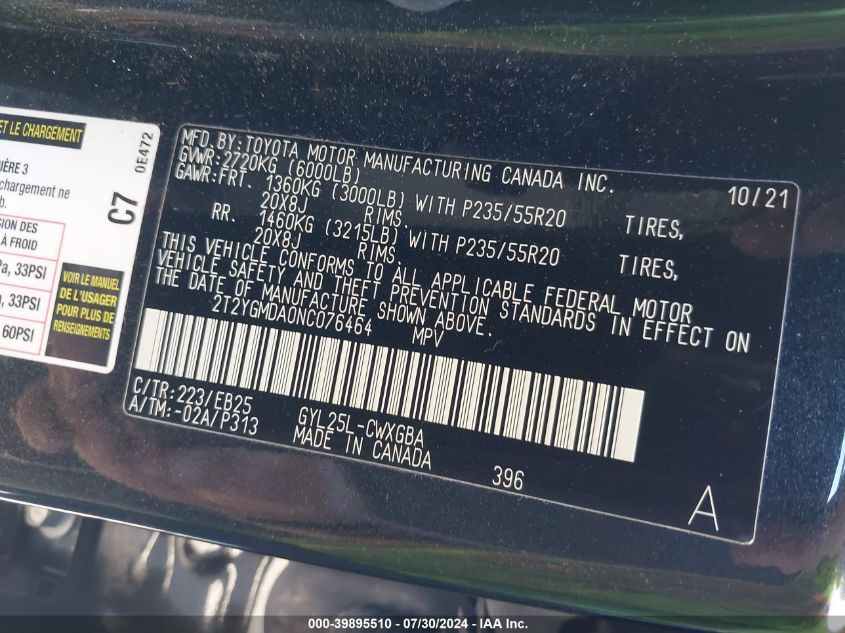 ET LE CHARGEMENT
IÈRE 3
chargement ne
b.
SION DES
À FROID
Pa, 33PSI
a, 33PSI
60PSI
C7
0E472
VOIR LE MANUEL
DE L'USAGER
POUR PLUS DE
RENSEIGNEMENTS
MFD. BY: TOYOTA MOTOR MANUFACTURING CANADA INC. 10/21
GVWR: 2720KG (6000LB)
GAWR: FRT. 1360KG (3000LB) WITH P235/55R20 TIRES,
20X8J RIMS.
RR. 1460KG (3215LB) WITH P235/55R20 TIRES,
20X8J RIMS.
THIS VEHICLE CONFORMS TO ALL APPLICABLE FEDERAL MOTOR
VEHICLE SAFETY AND THEFT PREVENTION STANDARDS IN EFFECT ON
THE DATE OF MANUFACTURE SHOWN ABOVE.
2T2YGMDA0NC076464 MPV
C/TR: 223/EB25 GYL25L-CWXGBA
A/TM: -02A/P313 MADE IN CANADA 396
A
000-39895510 / 07/30/2024 - IAA Inc.